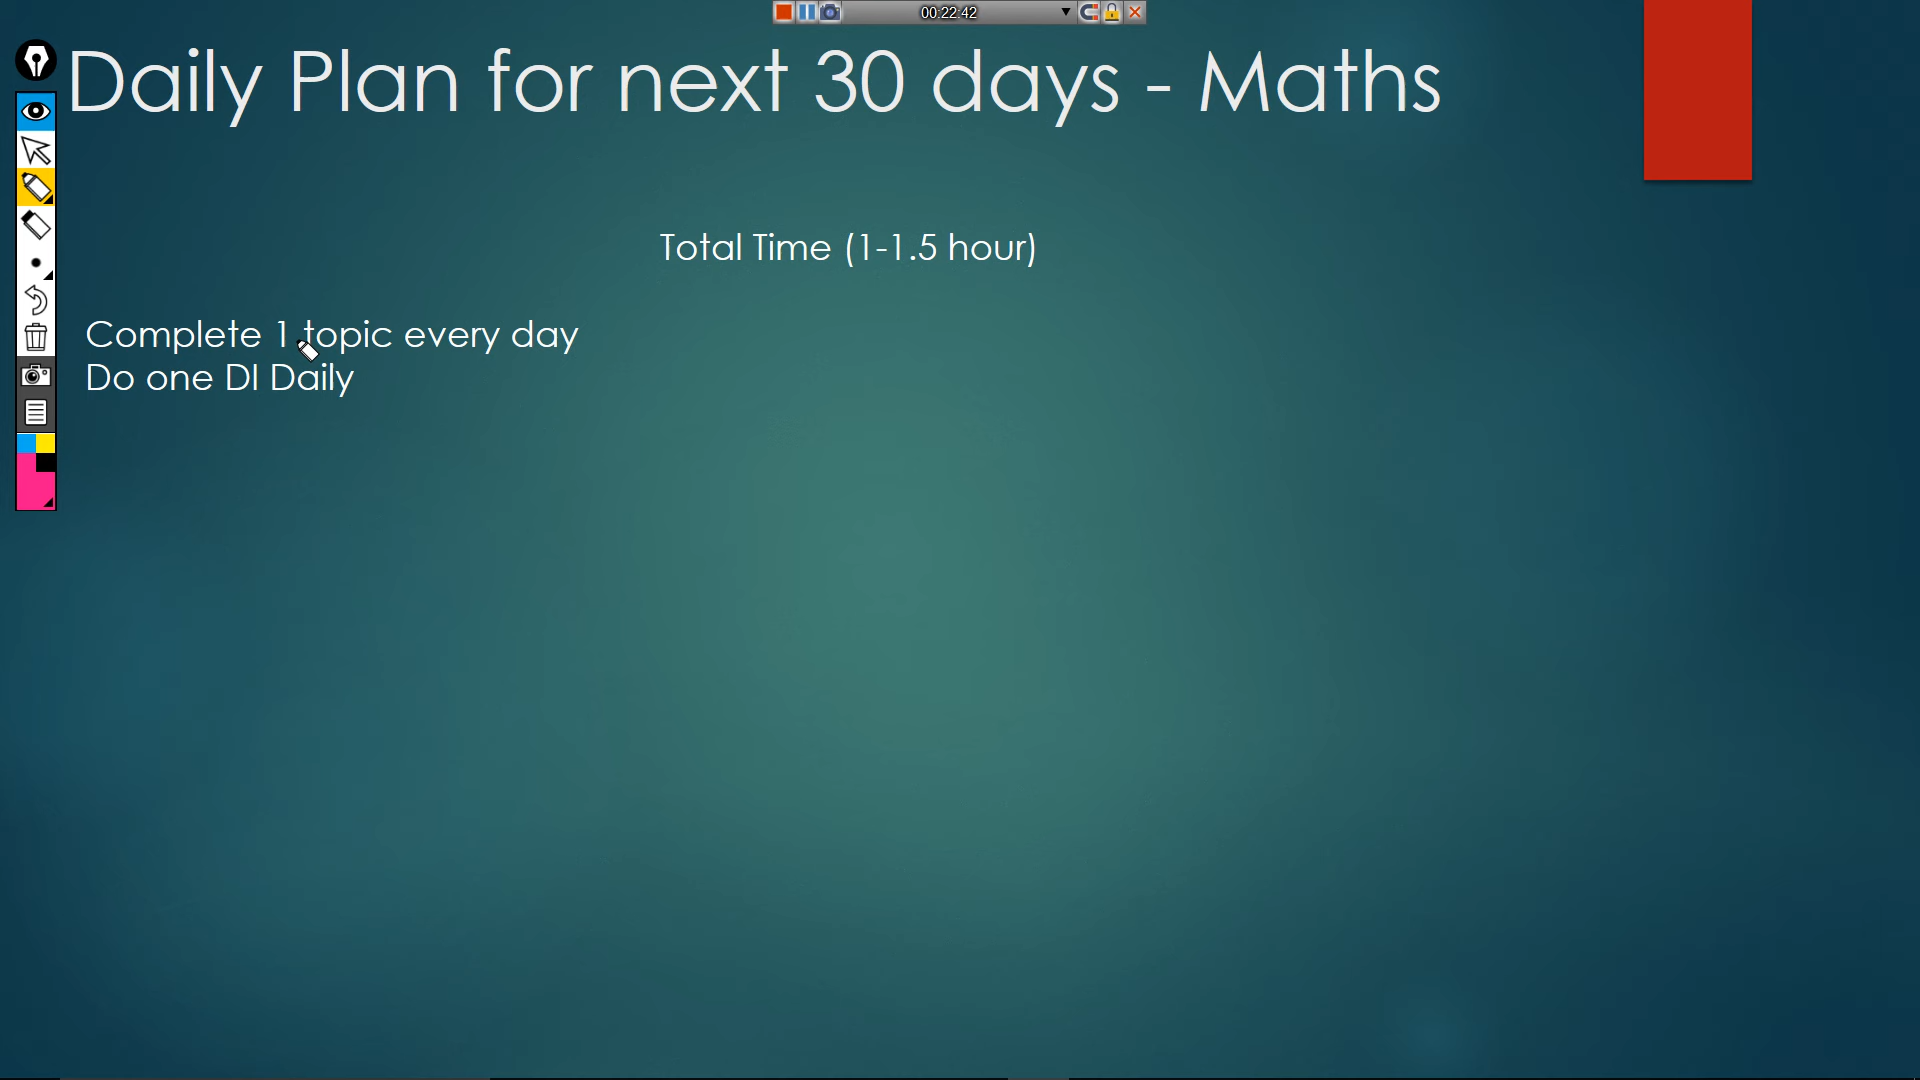 00:22:42
Daily Plan for next 30 days - Maths
Total Time (1-1.5 hour)
Complete 1 topic every day
Do one DI Daily